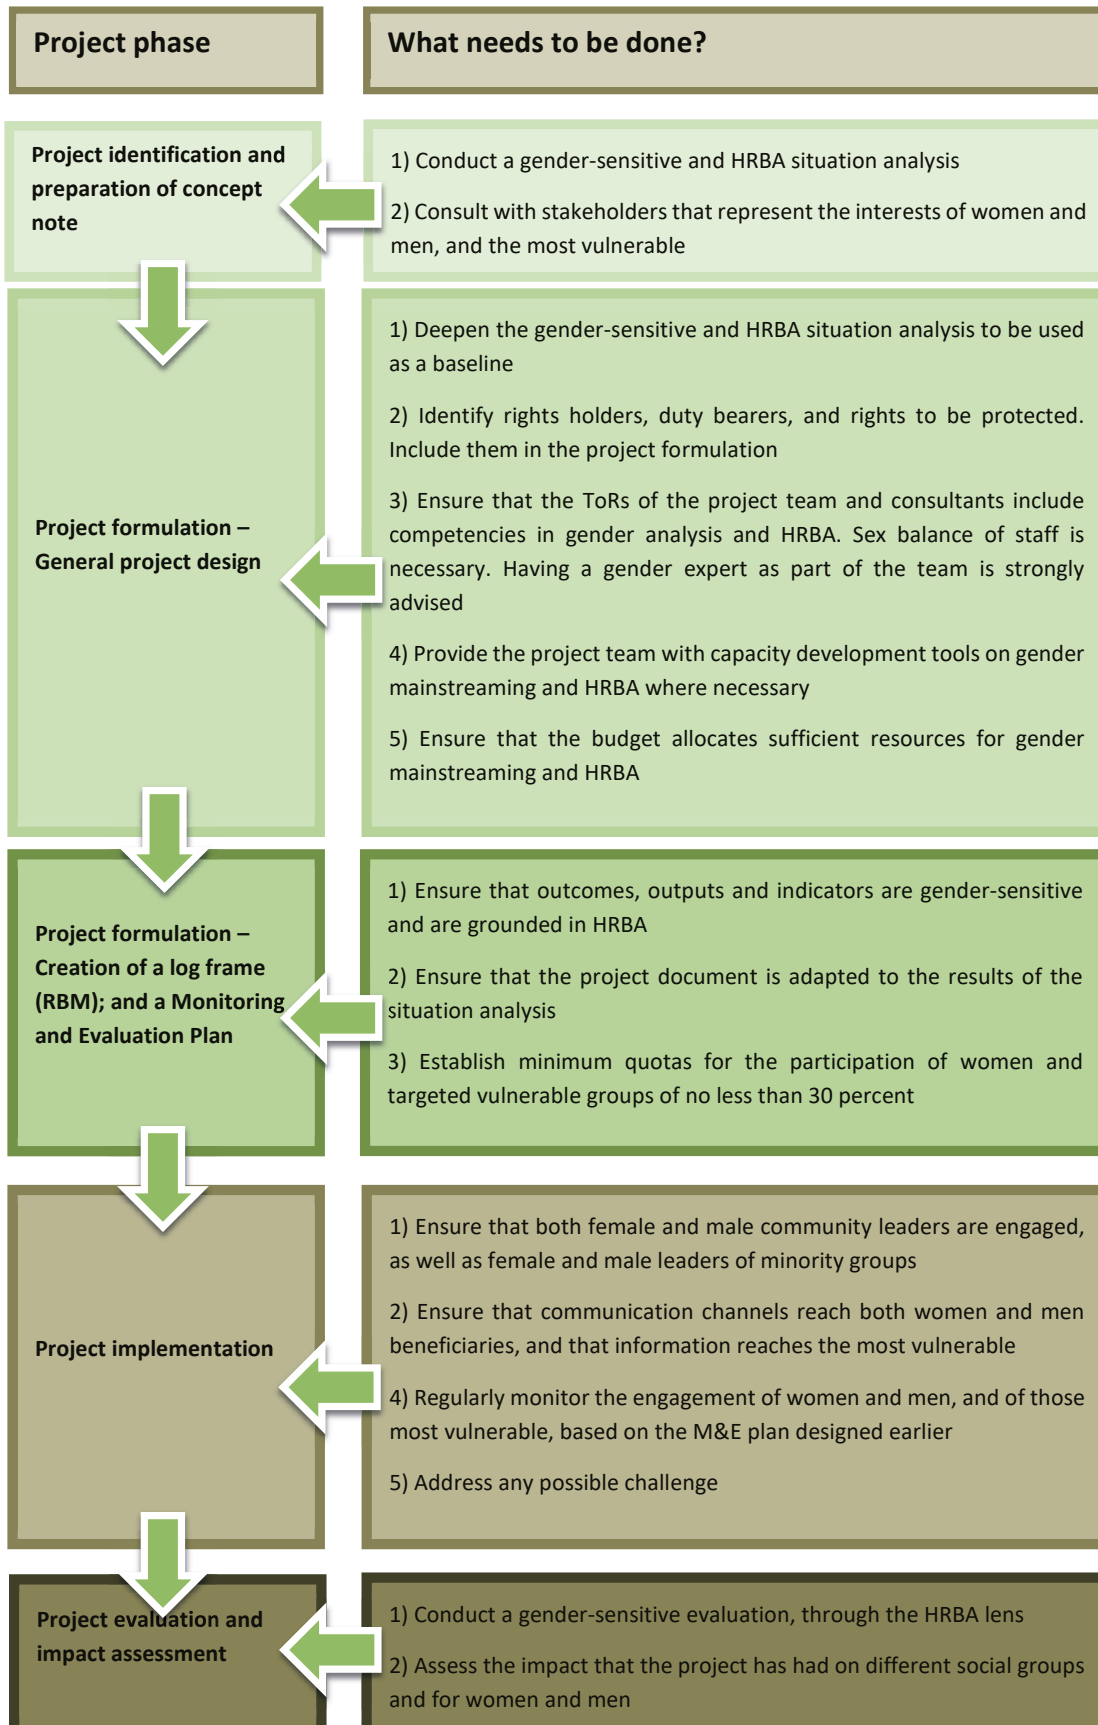 Project phase
What needs to be done?
Project identification and
preparation of concept
note
1) Conduct a gender-sensitive and HRBA situation analysis
2) Consult with stakeholders that represent the interests of women and
men, and the most vulnerable
Project formulation –
General project design
1) Deepen the gender-sensitive and HRBA situation analysis to be used
as a baseline
2) Identify rights holders, duty bearers, and rights to be protected.
Include them in the project formulation
3) Ensure that the ToRs of the project team and consultants include
competencies in gender analysis and HRBA. Sex balance of staff is
necessary. Having a gender expert as part of the team is strongly
advised
4) Provide the project team with capacity development tools on gender
mainstreaming and HRBA where necessary
5) Ensure that the budget allocates sufficient resources for gender
mainstreaming and HRBA
Project formulation –
Creation of a log frame
(RBM); and a Monitoring
and Evaluation Plan
1) Ensure that outcomes, outputs and indicators are gender-sensitive
and are grounded in HRBA
2) Ensure that the project document is adapted to the results of the
situation analysis
3) Establish minimum quotas for the participation of women and
targeted vulnerable groups of no less than 30 percent
Project implementation
1) Ensure that both female and male community leaders are engaged,
as well as female and male leaders of minority groups
2) Ensure that communication channels reach both women and men
beneficiaries, and that information reaches the most vulnerable
4) Regularly monitor the engagement of women and men, and of those
most vulnerable, based on the M&E plan designed earlier
5) Address any possible challenge
Project evaluation and
impact assessment
1) Conduct a gender-sensitive evaluation, through the HRBA lens
2) Assess the impact that the project has had on different social groups
and for women and men